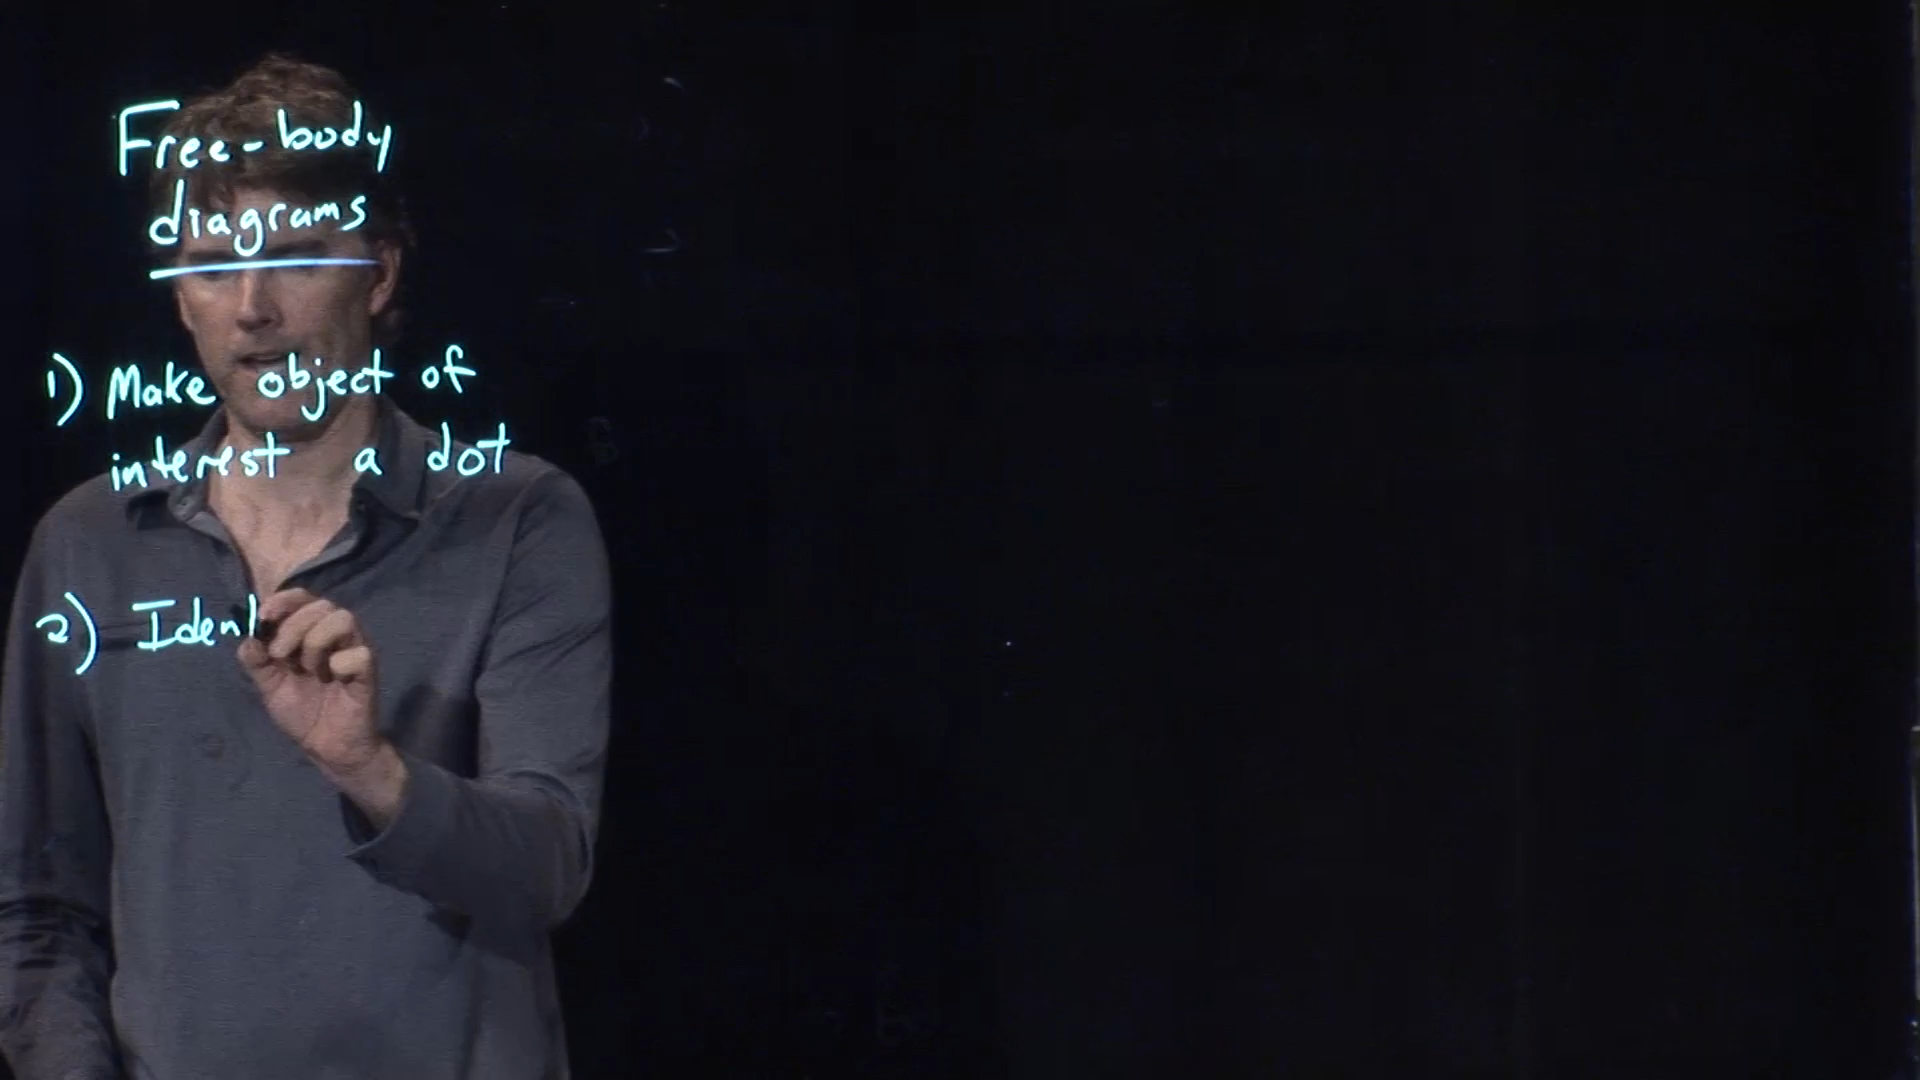 Free-body
diagrams
1) Make object of
interest a dot
2) Iden